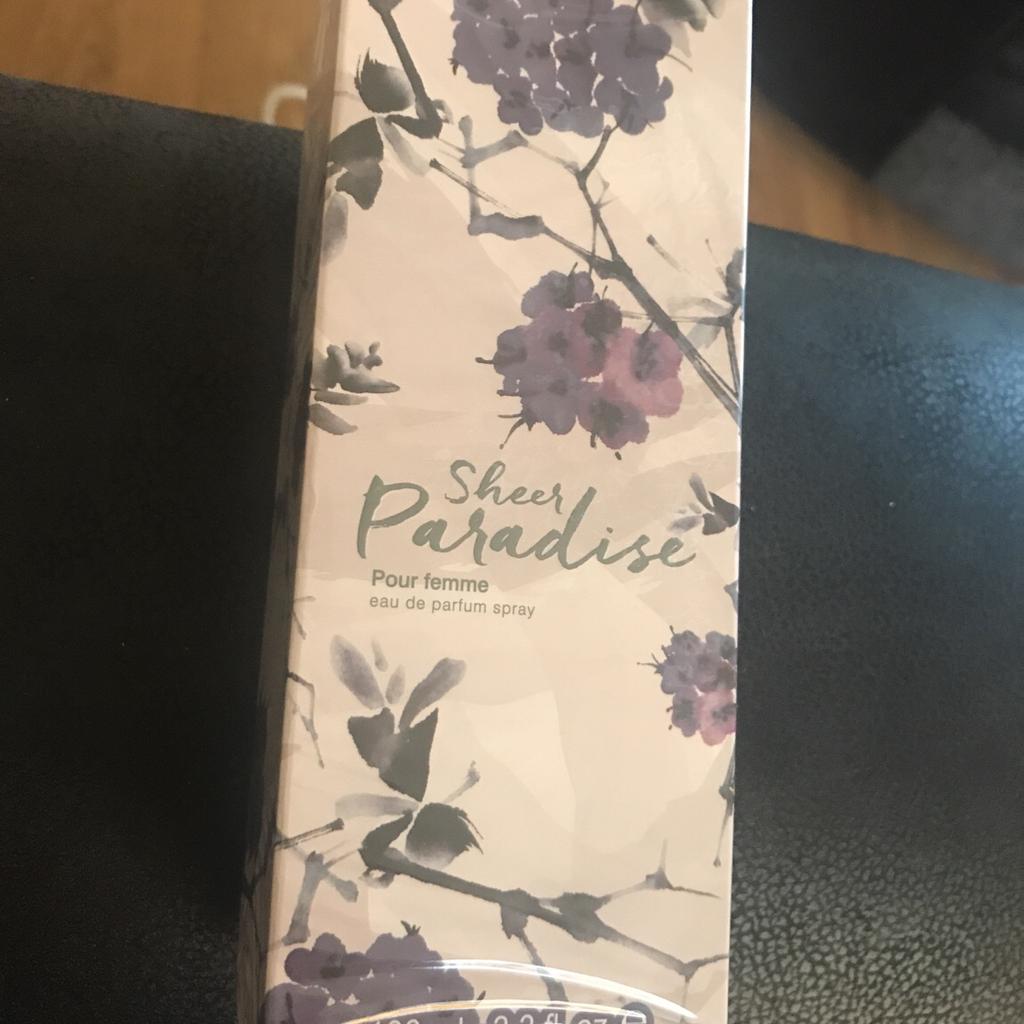 Sheer
Paradise
Pour femme
eau de parfum spray